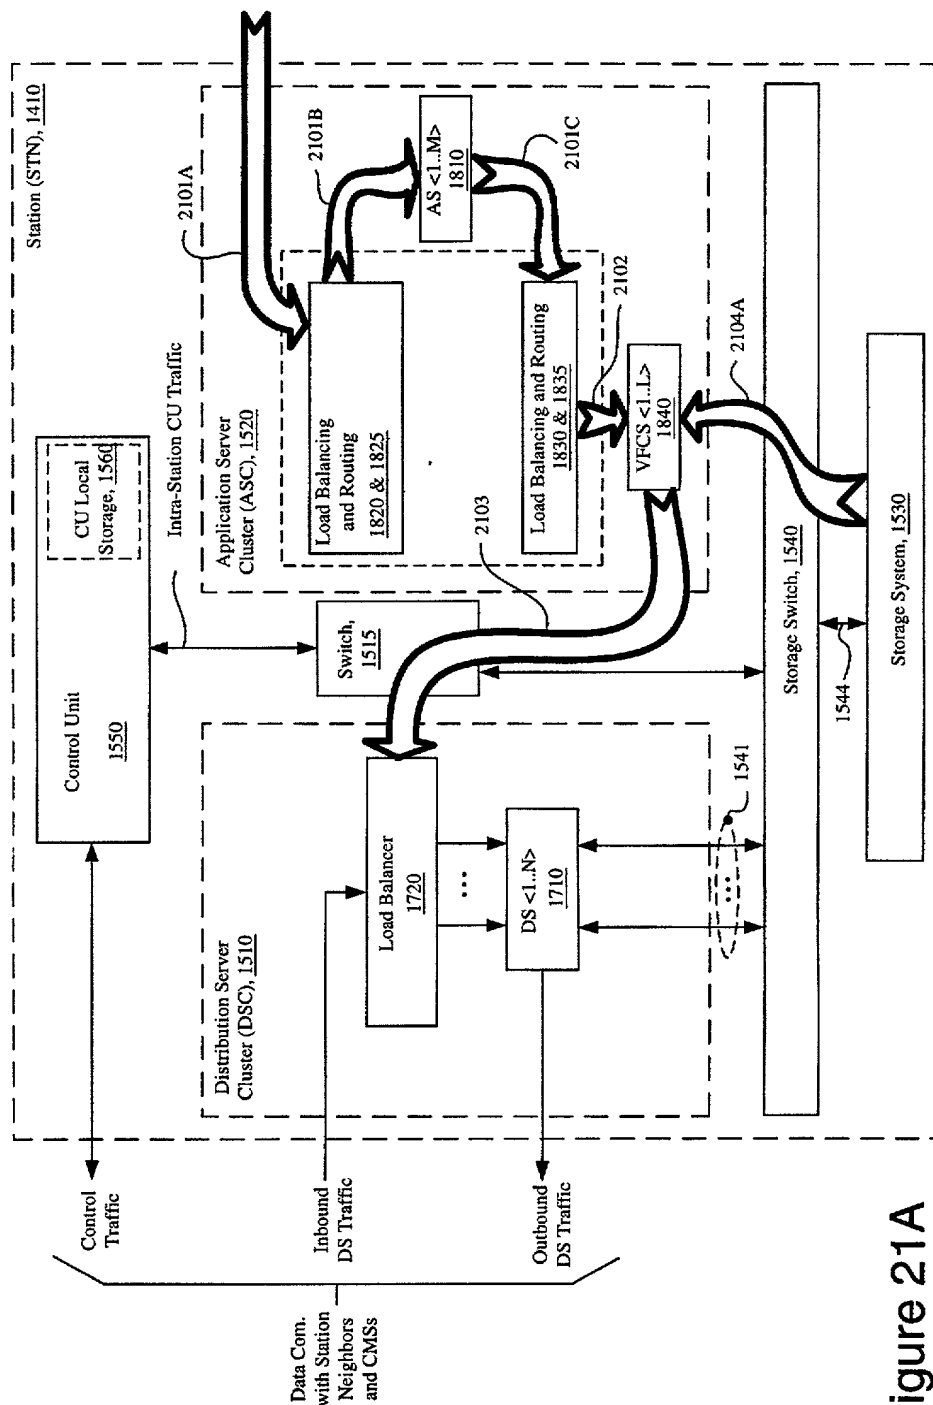 Station (STN), 1410
Control Unit
1550
CU Local
Storage, 1560
Intra-Station CU Traffic
2101A
Application Server
Cluster (ASC), 1520
Load Balancing
and Routing
1820 & 1825
2101B
AS <1..M>
1810
2101C
Load Balancing and Routing
1830 & 1835
2102
VFCS <1..L>
1840
2104A
Switch,
1515
2103
Distribution Server
Cluster (DSC), 1510
Load Balancer
1720
...
DS <1..N>
1710
...
1541
Storage Switch, 1540
1544
Storage System, 1530
Control
Traffic
Inbound
DS Traffic
Outbound
DS Traffic
Data Com.
with Station
Neighbors
and CMSs
igure 21A